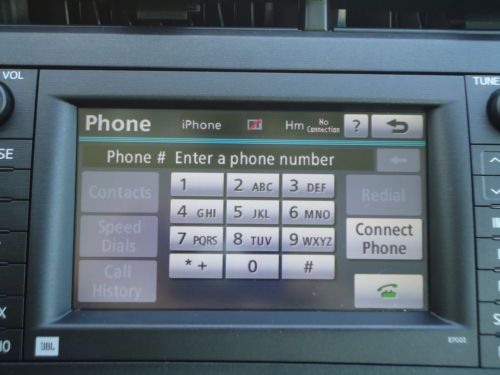 VOL
TUNE
Phone iPhone Hm No Connection ?
Phone # Enter a phone number
Contacts 1 2 ABC 3 DEF Redial
4 GHI 5 JKL 6 MNO
Speed Dials 7 PQRS 8 TUV 9 WXYZ Connect Phone
Call History * + 0 #
JBL
E7022